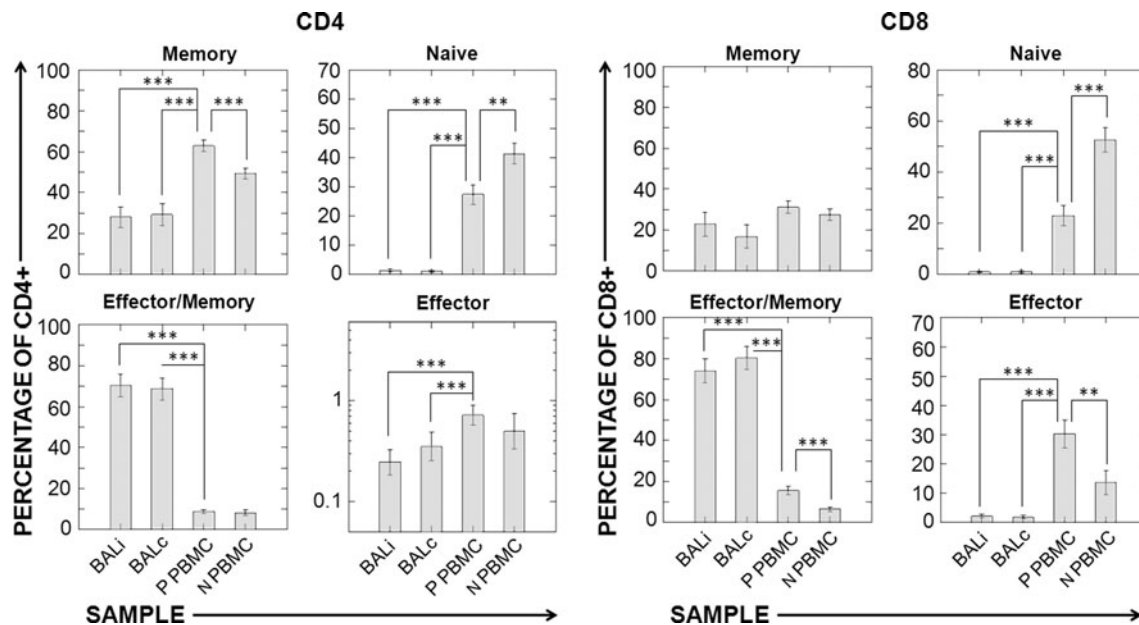 CD4
CD8
PERCENTAGE OF CD4+
Memory
100
80
60
40
20
0
***
***
***
Naive
70
60
50
40
30
20
10
0
***
***
**
Effector/Memory
100
80
60
40
20
0
***
***
BALi
BALc
P PBMC
N PBMC
Effector
1
0.1
***
***
BALi
BALc
P PBMC
N PBMC
SAMPLE
PERCENTAGE OF CD8+
Memory
100
80
60
40
20
0
Naive
80
60
40
20
0
***
***
***
Effector/Memory
100
80
60
40
20
0
***
***
***
BALi
BALc
P PBMC
N PBMC
Effector
70
60
50
40
30
20
10
0
***
***
**
BALi
BALc
P PBMC
N PBMC
SAMPLE